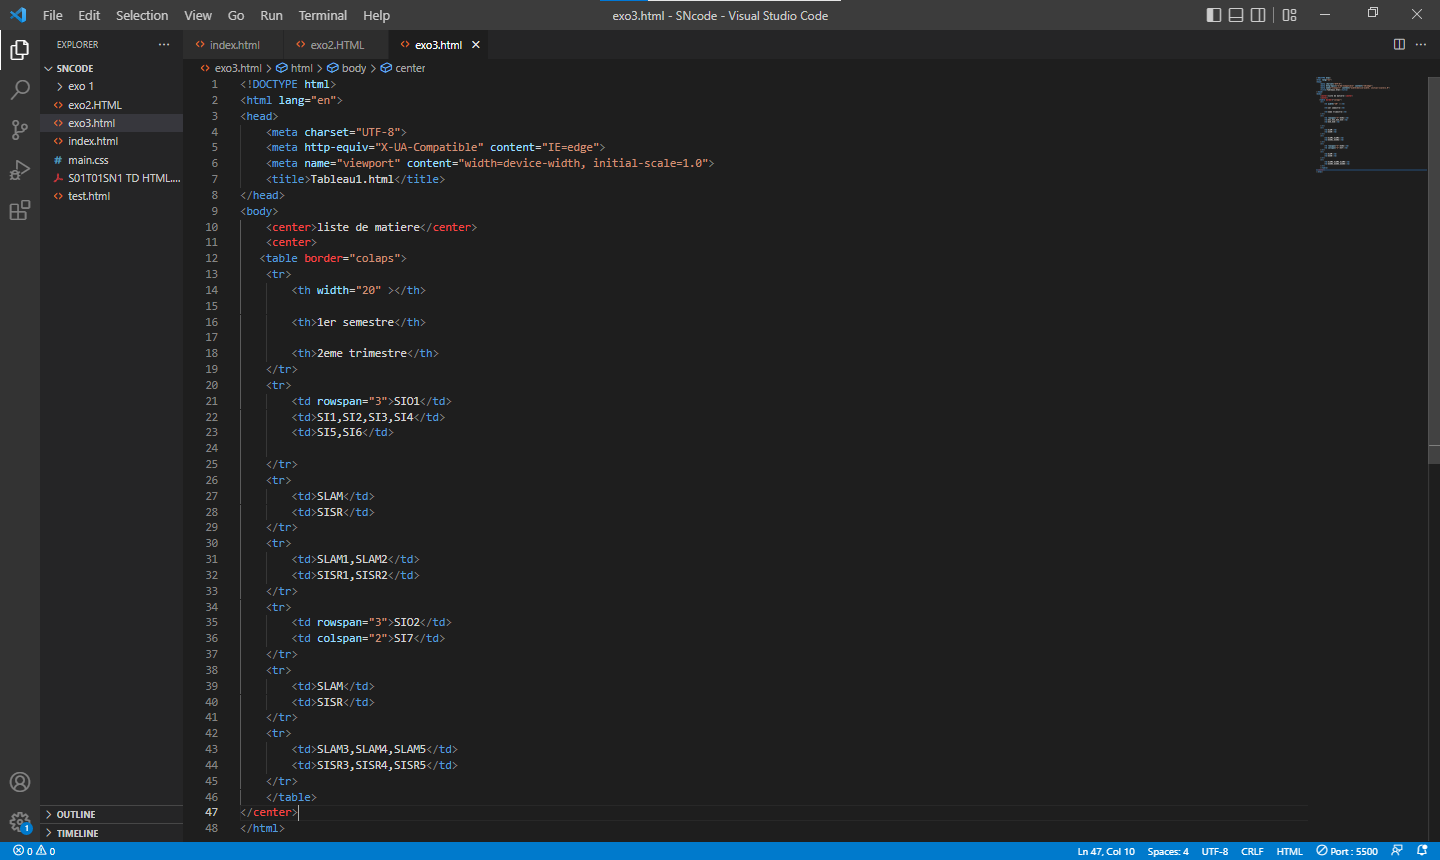 File Edit Selection View Go Run Terminal Help exo3.html - SNcode - Visual Studio Code
EXPLORER ···
index.html exo2.HTML exo3.html
SNCODE
exo 1
exo2.HTML
exo3.html
index.html
# main.css
S01T01SN1 TD HTML....
test.html
OUTLINE
TIMELINE
exo3.html > html > body > center
1 <!DOCTYPE html>
2 <html lang="en">
3 <head>
4 <meta charset="UTF-8">
5 <meta http-equiv="X-UA-Compatible" content="IE=edge">
6 <meta name="viewport" content="width=device-width, initial-scale=1.0">
7 <title>Tableau1.html</title>
8 </head>
9 <body>
10 <center>liste de matiere</center>
11 <center>
12 <table border="colaps">
13 <tr>
14 <th width="20" ></th>
15
16 <th>1er semestre</th>
17
18 <th>2eme trimestre</th>
19 </tr>
20 <tr>
21 <td rowspan="3">SIO1</td>
22 <td>SI1,SI2,SI3,SI4</td>
23 <td>SI5,SI6</td>
24
25 </tr>
26 <tr>
27 <td>SLAM</td>
28 <td>SISR</td>
29 </tr>
30 <tr>
31 <td>SLAM1,SLAM2</td>
32 <td>SISR1,SISR2</td>
33 </tr>
34 <tr>
35 <td rowspan="3">SIO2</td>
36 <td colspan="2">SI7</td>
37 </tr>
38 <tr>
39 <td>SLAM</td>
40 <td>SISR</td>
41 </tr>
42 <tr>
43 <td>SLAM3,SLAM4,SLAM5</td>
44 <td>SISR3,SISR4,SISR5</td>
45 </tr>
46 </table>
47 </center>
48 </html>
1
0 0 Ln 47, Col 10 Spaces: 4 UTF-8 CRLF HTML Port : 5500